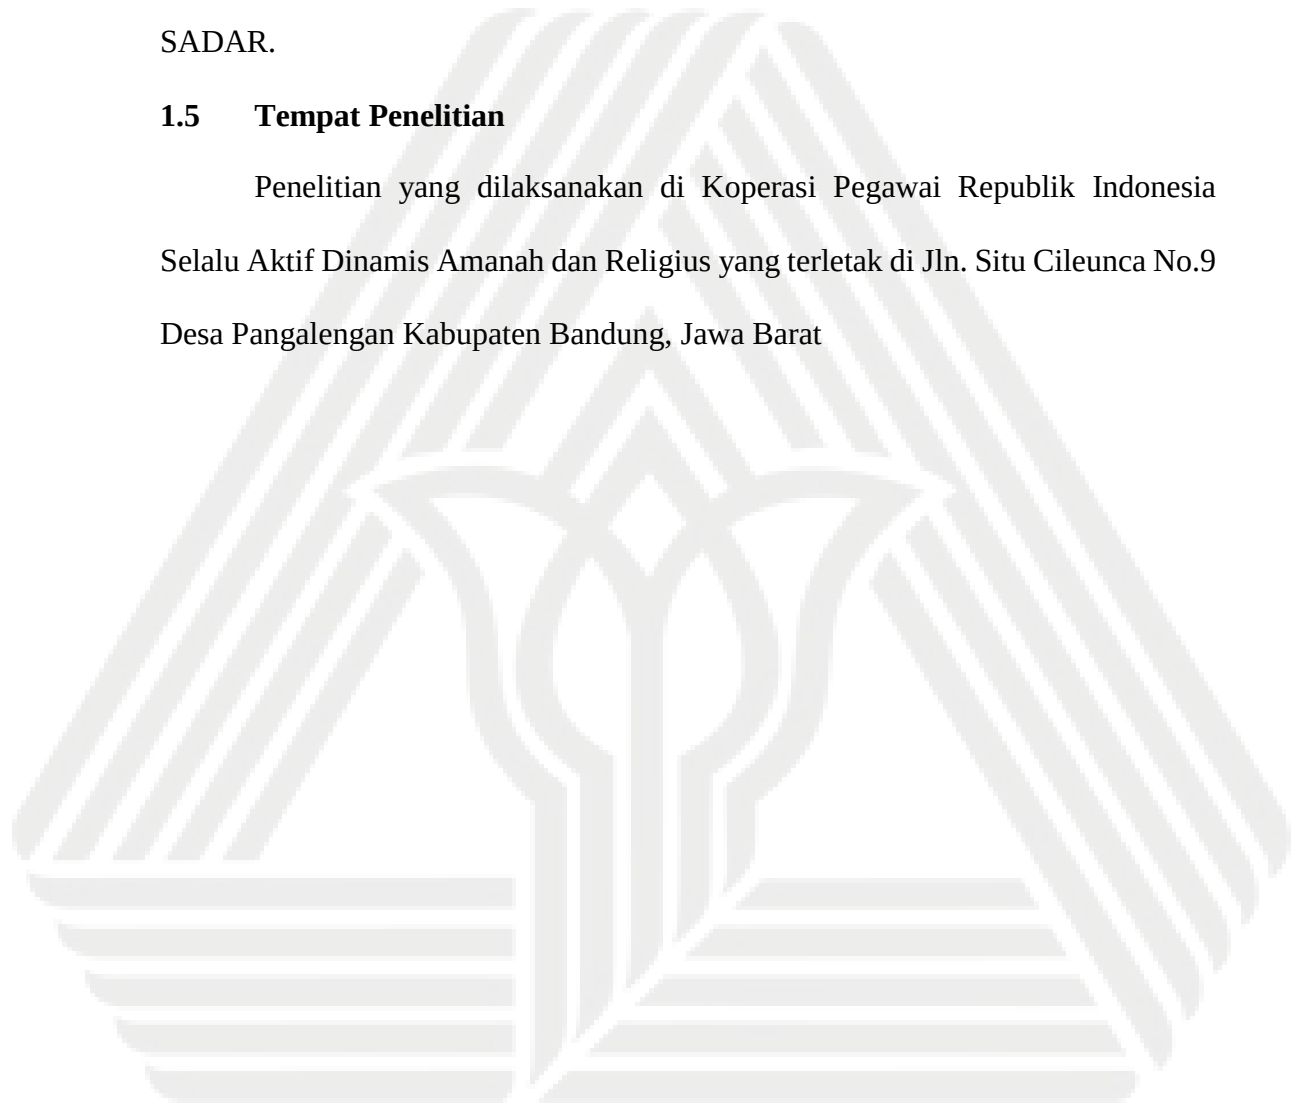 SADAR.
1.5 Tempat Penelitian
Penelitian yang dilaksanakan di Koperasi Pegawai Republik Indonesia
Selalu Aktif Dinamis Amanah dan Religius yang terletak di Jln. Situ Cileunca No.9
Desa Pangalengan Kabupaten Bandung, Jawa Barat